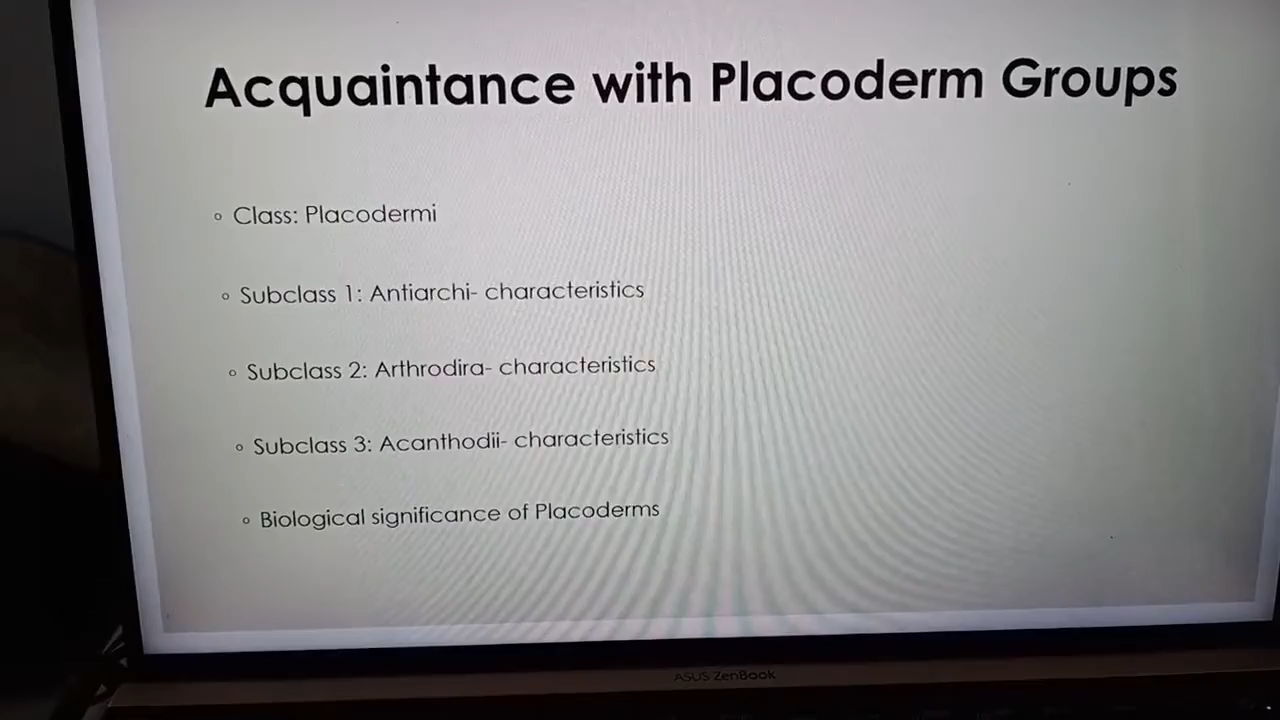 Acquaintance with Placoderm Groups
Class: Placodermi
Subclass 1: Antiarchi- characteristics
Subclass 2: Arthrodira- characteristics
Subclass 3: Acanthodii- characteristics
Biological significance of Placoderms
ASUS ZenBook